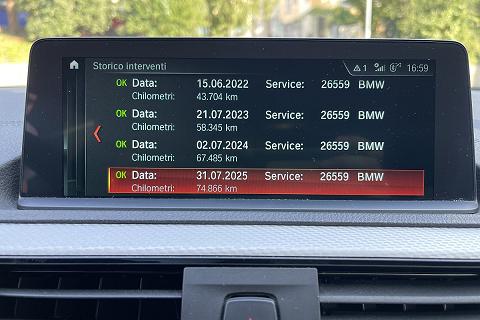 Storico interventi
1 16:59
OK Data: 15.06.2022 Service: 26559 BMW
Chilometri: 43.704 km
OK Data: 21.07.2023 Service: 26559 BMW
Chilometri: 58.345 km
OK Data: 02.07.2024 Service: 26559 BMW
Chilometri: 67.485 km
OK Data: 31.07.2025 Service: 26559 BMW
Chilometri: 74.866 km